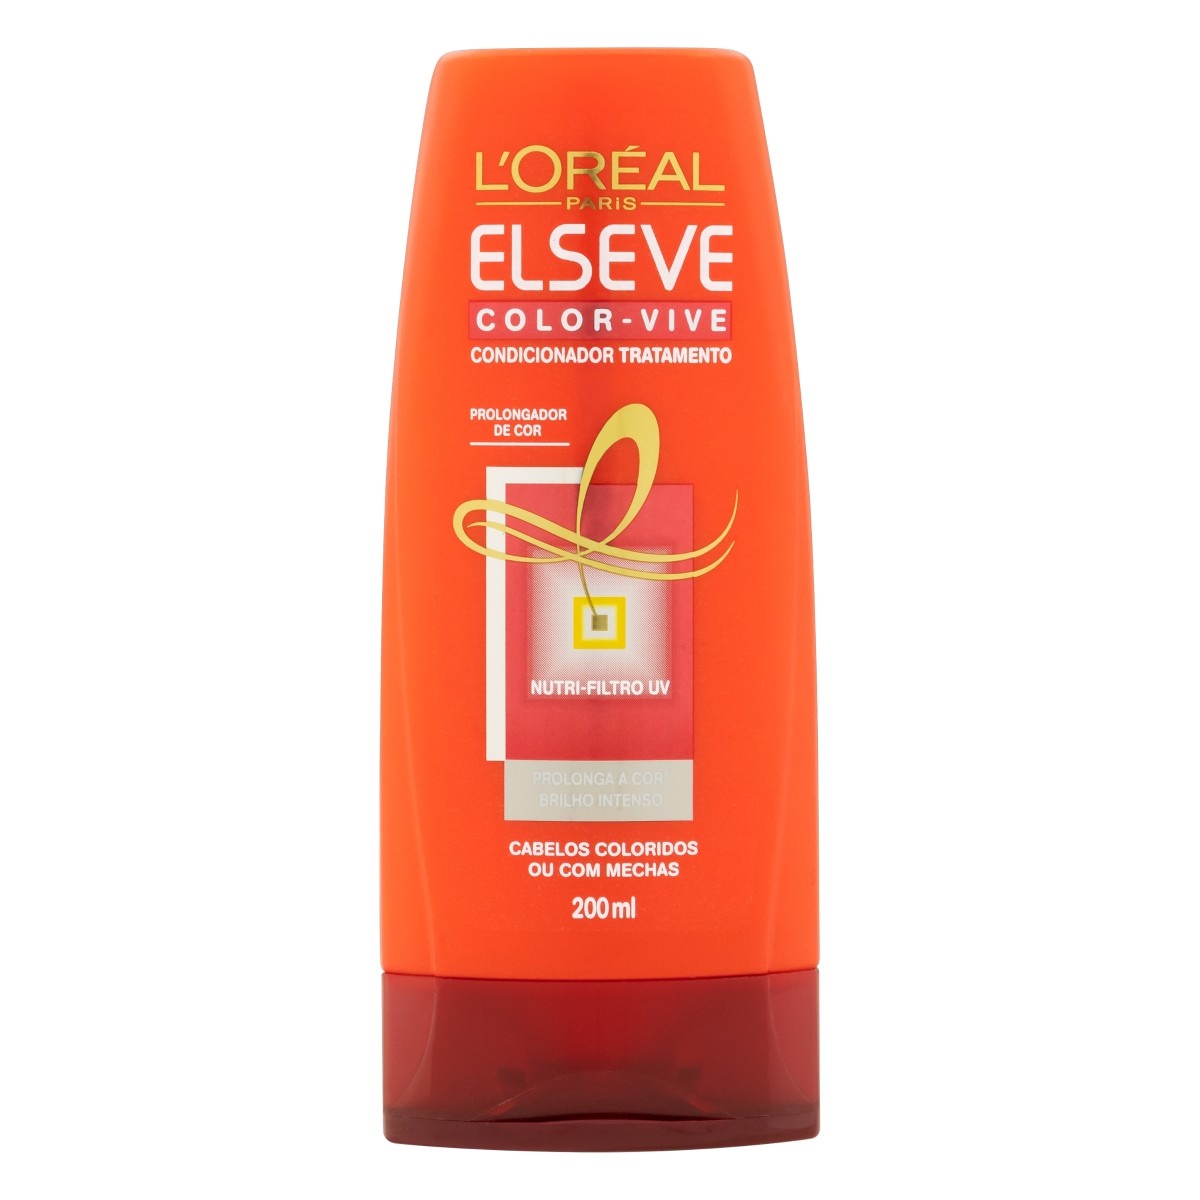 L'ORÉAL
PARiS
ELSEVE
COLOR-VIVE
CONDICIONADOR TRATAMENTO
PROLONGADOR
DE COR
NUTRI-FILTRO UV
PROLONGA A COR
BRILHO INTENSO
CABELOS COLORIDOS
OU COM MECHAS
200ml